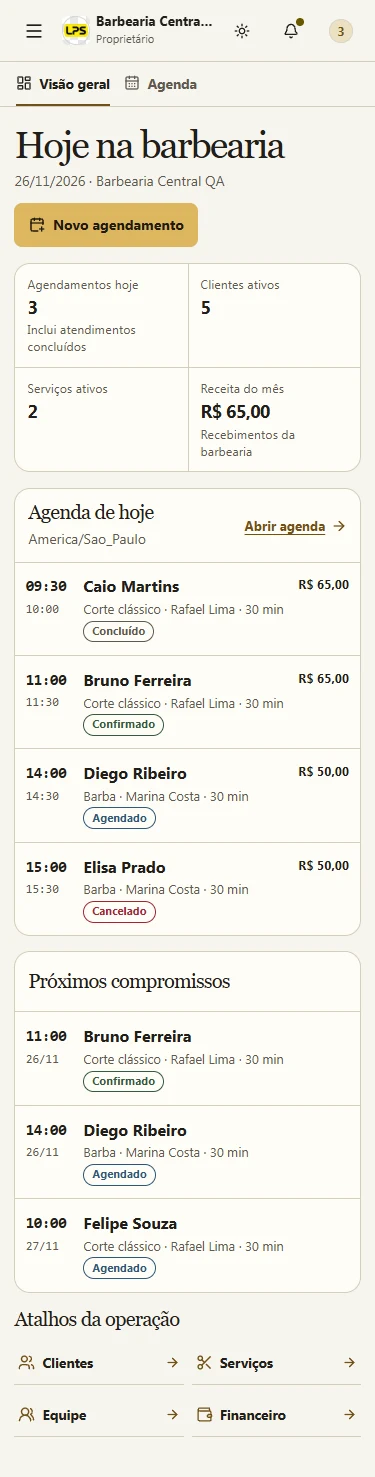 LPS
Barbearia Centra...
Proprietário
3
Visão geral
Agenda
Hoje na barbearia
26/11/2026 · Barbearia Central QA
Novo agendamento
Agendamentos hoje
3
Inclui atendimentos
concluídos
Clientes ativos
5
Serviços ativos
2
Receita do mês
R$ 65,00
Recebimentos da
barbearia
Agenda de hoje
America/Sao_Paulo
Abrir agenda
09:30 Caio Martins R$ 65,00
10:00 Corte clássico · Rafael Lima · 30 min
Concluído
11:00 Bruno Ferreira R$ 65,00
11:30 Corte clássico · Rafael Lima · 30 min
Confirmado
14:00 Diego Ribeiro R$ 50,00
14:30 Barba · Marina Costa · 30 min
Agendado
15:00 Elisa Prado R$ 50,00
15:30 Barba · Marina Costa · 30 min
Cancelado
Próximos compromissos
11:00 Bruno Ferreira
26/11 Corte clássico · Rafael Lima · 30 min
Confirmado
14:00 Diego Ribeiro
26/11 Barba · Marina Costa · 30 min
Agendado
10:00 Felipe Souza
27/11 Corte clássico · Rafael Lima · 30 min
Agendado
Atalhos da operação
Clientes
Serviços
Equipe
Financeiro